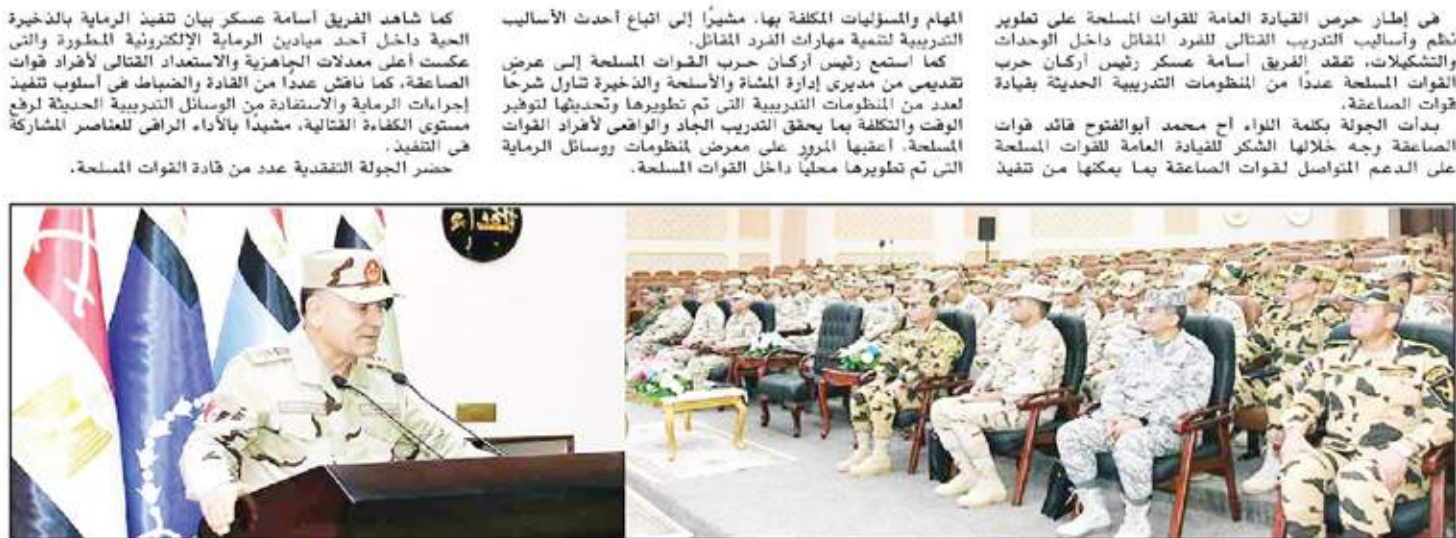 فى إطار حرص القيادة العامة للقوات المسلحة على تطوير
نُظم وأساليب التدريب القتالى للفرد المقاتل داخل الوحدات
والتشكيلات، تفقد الفريق أسامة عسكر رئيس أركان حرب
القوات المسلحة عددًا من المنظومات التدريبية الحديثة بقيادة
قوات الصاعقة.
بدأت الجولة بكلمة اللواء أح محمد أبوالفتوح قائد قوات
الصاعقة وجه خلالها الشكر للقيادة العامة للقوات المسلحة
على الدعم المتواصل لقوات الصاعقة بما يمكنها من تنفيذ
المهام والمسؤليات المكلفة بها، مشيرًا إلى اتباع أحدث الأساليب
التدريبية لتنمية مهارات الفرد المقاتل.
كما استمع رئيس أركان حرب القوات المسلحة إلى عرض
تقديمى من مديرى إدارة المشاة والأسلحة والذخيرة تناول شرحًا
لعدد من المنظومات التدريبية التى تم تطويرها وتحديثها لتوفير
الوقت والتكلفة بما يحقق التدريب الجاد والواقعى لأفراد القوات
المسلحة، أعقبها المرور على معرض لمنظومات ووسائل الرماية
التى تم تطويرها محليًا داخل القوات المسلحة.
كما شاهد الفريق أسامة عسكر بيان تنفيذ الرماية بالذخيرة
الحية داخل أحد ميادين الرماية الإلكترونية المطورة والتى
عكست أعلى معدلات الجاهزية والاستعداد القتالى لأفراد قوات
الصاعقة، كما ناقش عددًا من القادة والضباط فى أسلوب تنفيذ
إجراءات الرماية والاستفادة من الوسائل التدريبية الحديثة لرفع
مستوى الكفاءة القتالية، مشيدًا بالأداء الراقى للعناصر المشاركة
فى التنفيذ.
حضر الجولة التفقدية عدد من قادة القوات المسلحة.